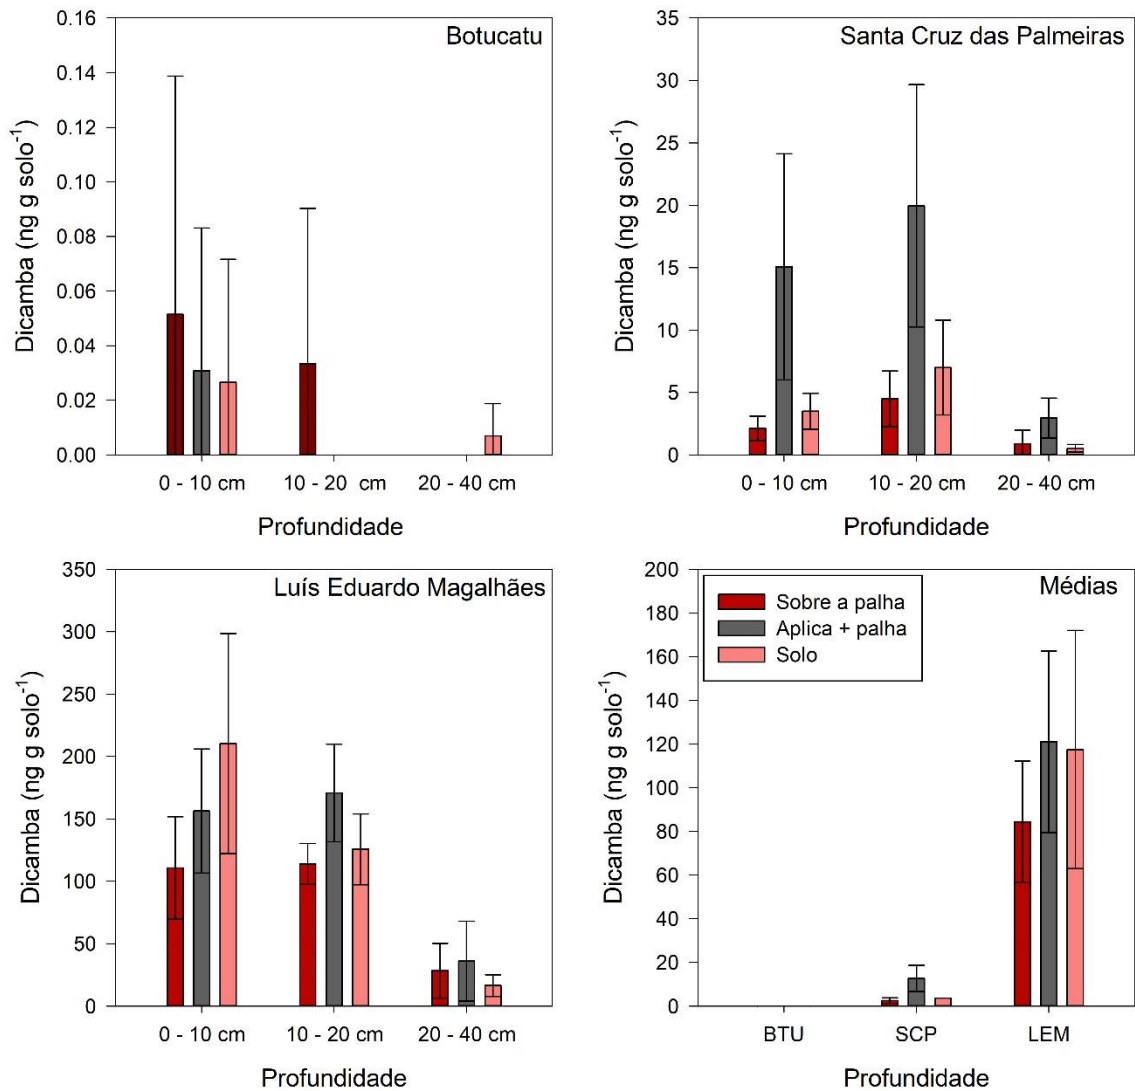 Botucatu
Dicamba (ng g solo⁻¹)
0.16
0.14
0.12
0.10
0.08
0.06
0.04
0.02
0.00
0 - 10 cm
10 - 20 cm
20 - 40 cm
Profundidade
Santa Cruz das Palmeiras
Dicamba (ng g solo⁻¹)
35
30
25
20
15
10
5
0
0 - 10 cm
10 - 20 cm
20 - 40 cm
Profundidade
Luís Eduardo Magalhães
Dicamba (ng g solo⁻¹)
350
300
250
200
150
100
50
0
0 - 10 cm
10 - 20 cm
20 - 40 cm
Profundidade
Médias
Sobre a palha
Aplica + palha
Solo
Dicamba (ng g solo⁻¹)
200
180
160
140
120
100
80
60
40
20
0
BTU
SCP
LEM
Profundidade